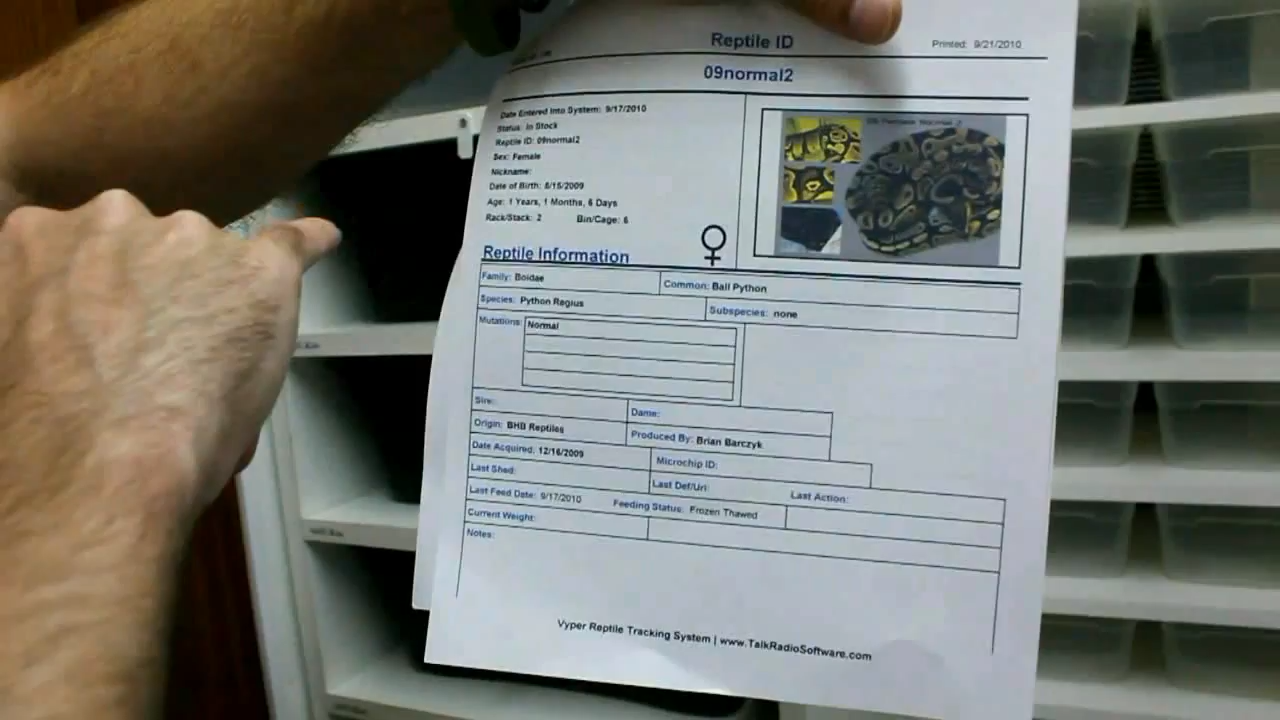 Reptile ID
Printed: 9/21/2010
09normal2
Date Entered Into System: 9/17/2010
Status: In Stock
Reptile ID: 09normal2
Sex: Female
Nickname:
Date of Birth: 8/15/2009
Age: 1 Years, 1 Months, 6 Days
Rack/Stack: 2 Bin/Cage: 6
Reptile Information
Family: Boidae Common: Ball Python
Species: Python Regius Subspecies: none
Mutations: Normal
Sire: Dame:
Origin: BHB Reptiles Produced By: Brian Barczyk
Date Acquired: 12/16/2009 Microchip ID:
Last Shed: Last Def/Uri: Last Action:
Last Feed Date: 9/17/2010 Feeding Status: Frozen Thawed
Current Weight:
Notes:
Vyper Reptile Tracking System | www.TalkRadioSoftware.com